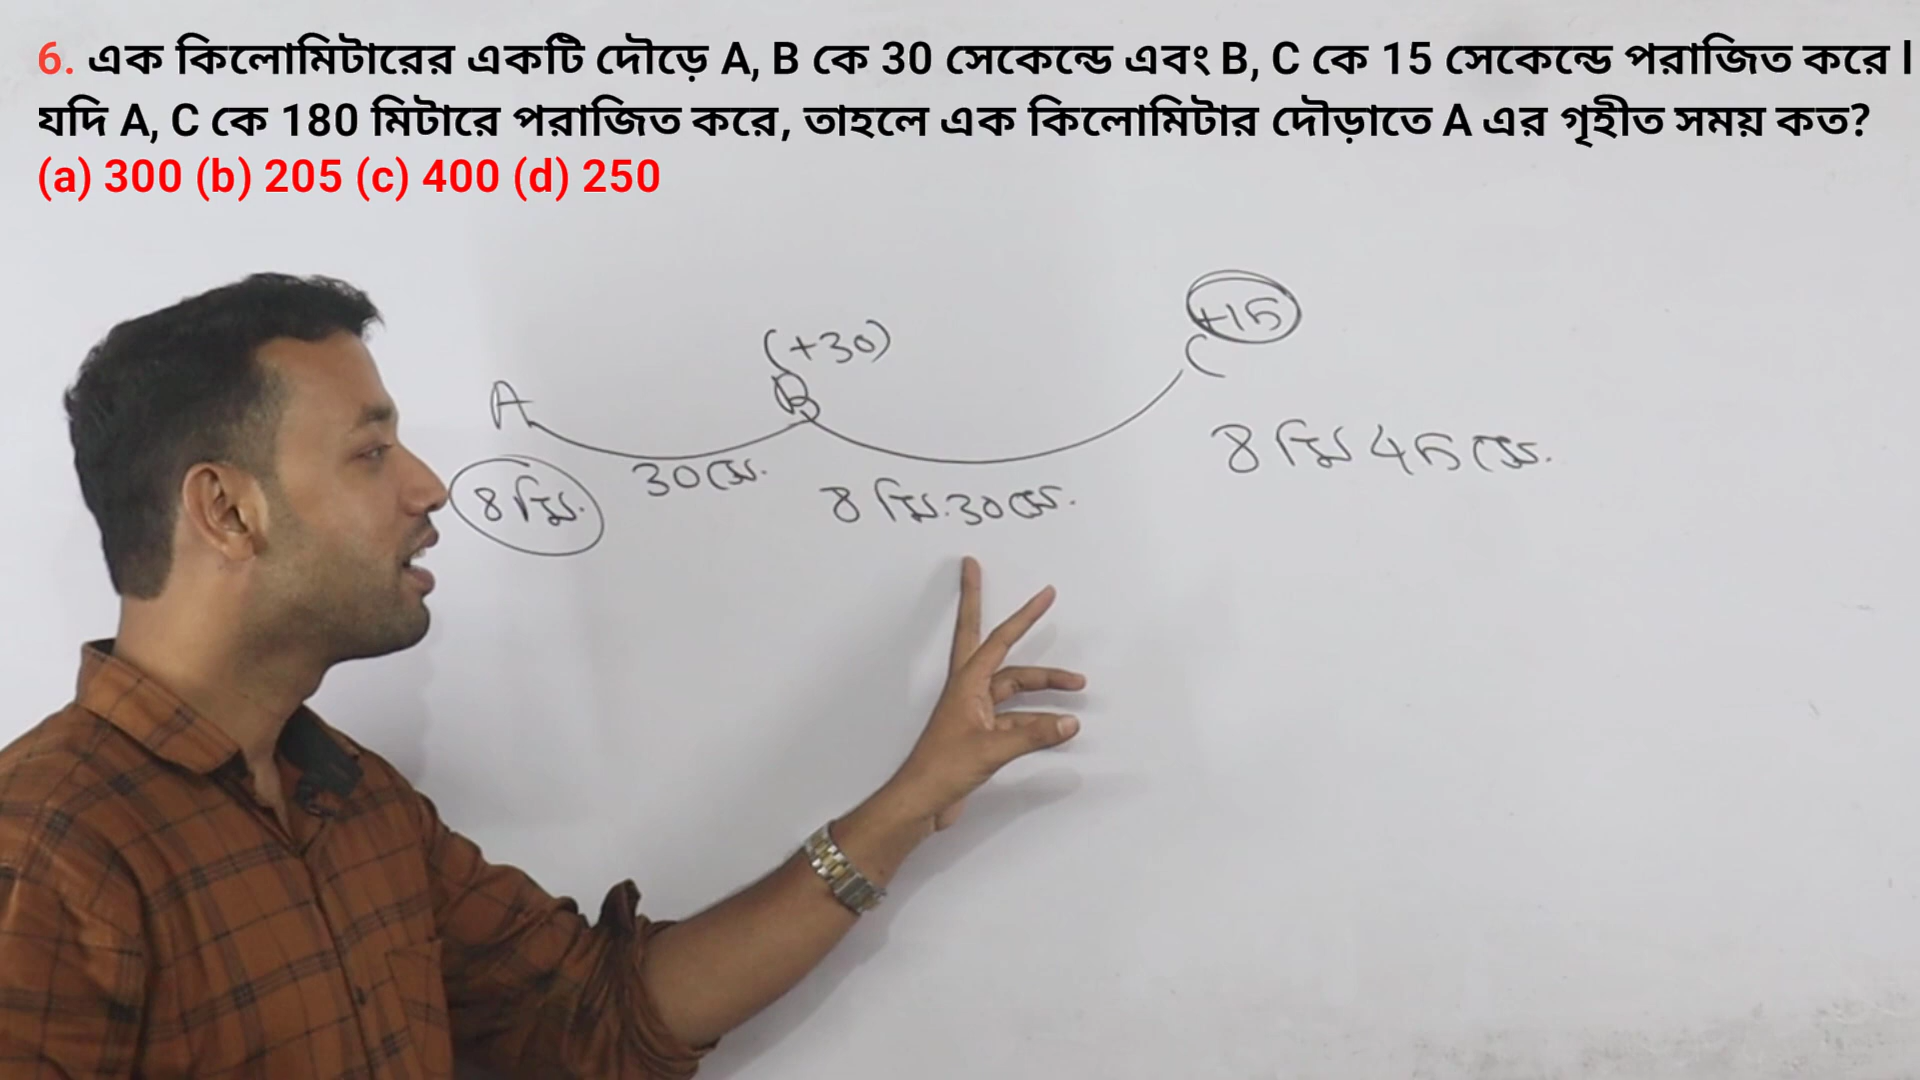 6. এক কিলোমিটারের একটি দৌড়ে A, B কে 30 সেকেন্ডে এবং B, C কে 15 সেকেন্ডে পরাজিত করে।
যদি A, C কে 180 মিটারে পরাজিত করে, তাহলে এক কিলোমিটার দৌড়াতে A এর গৃহীত সময় কত?
(a) 300 (b) 205 (c) 400 (d) 250
+15
(+30)
A B C
8 মি. 30 সে. 8 মি. 30 সে. 8 মি 45 সে.